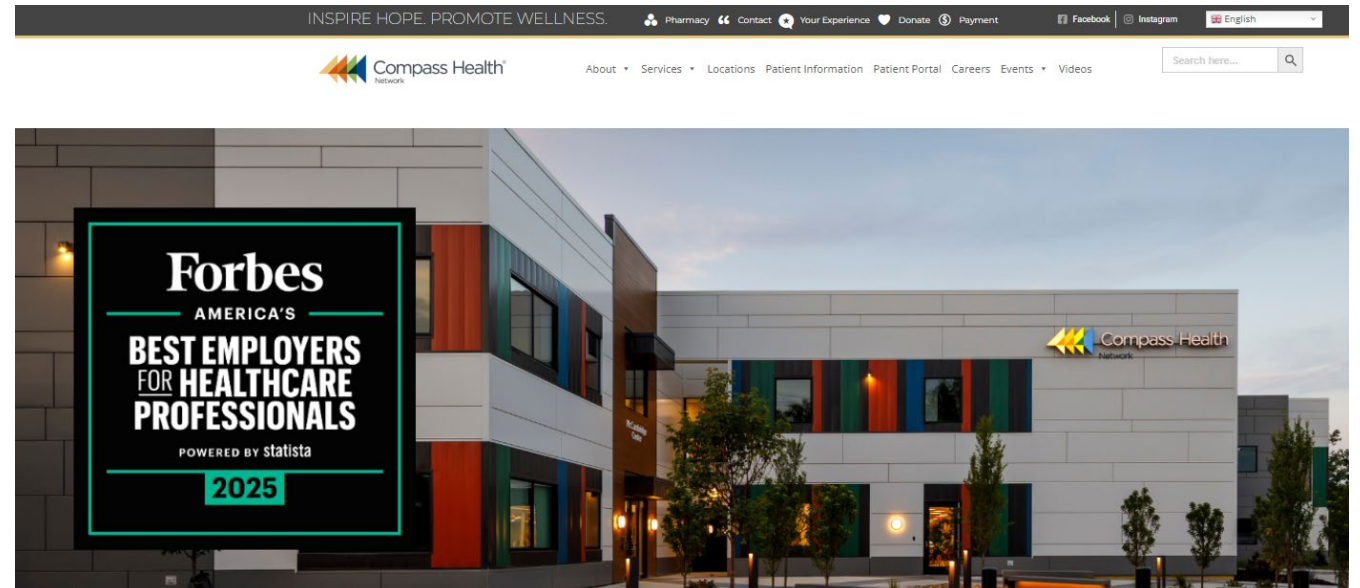 INSPIRE HOPE. PROMOTE WELLNESS. Pharmacy Contact Your Experience Donate Payment Facebook Instagram English
Compass Health®
Network
About Services Locations Patient Information Patient Portal Careers Events Videos
Search here...
Forbes
AMERICA'S
BEST EMPLOYERS
FOR HEALTHCARE
PROFESSIONALS
POWERED BY statista
2025
Compass Health
Network